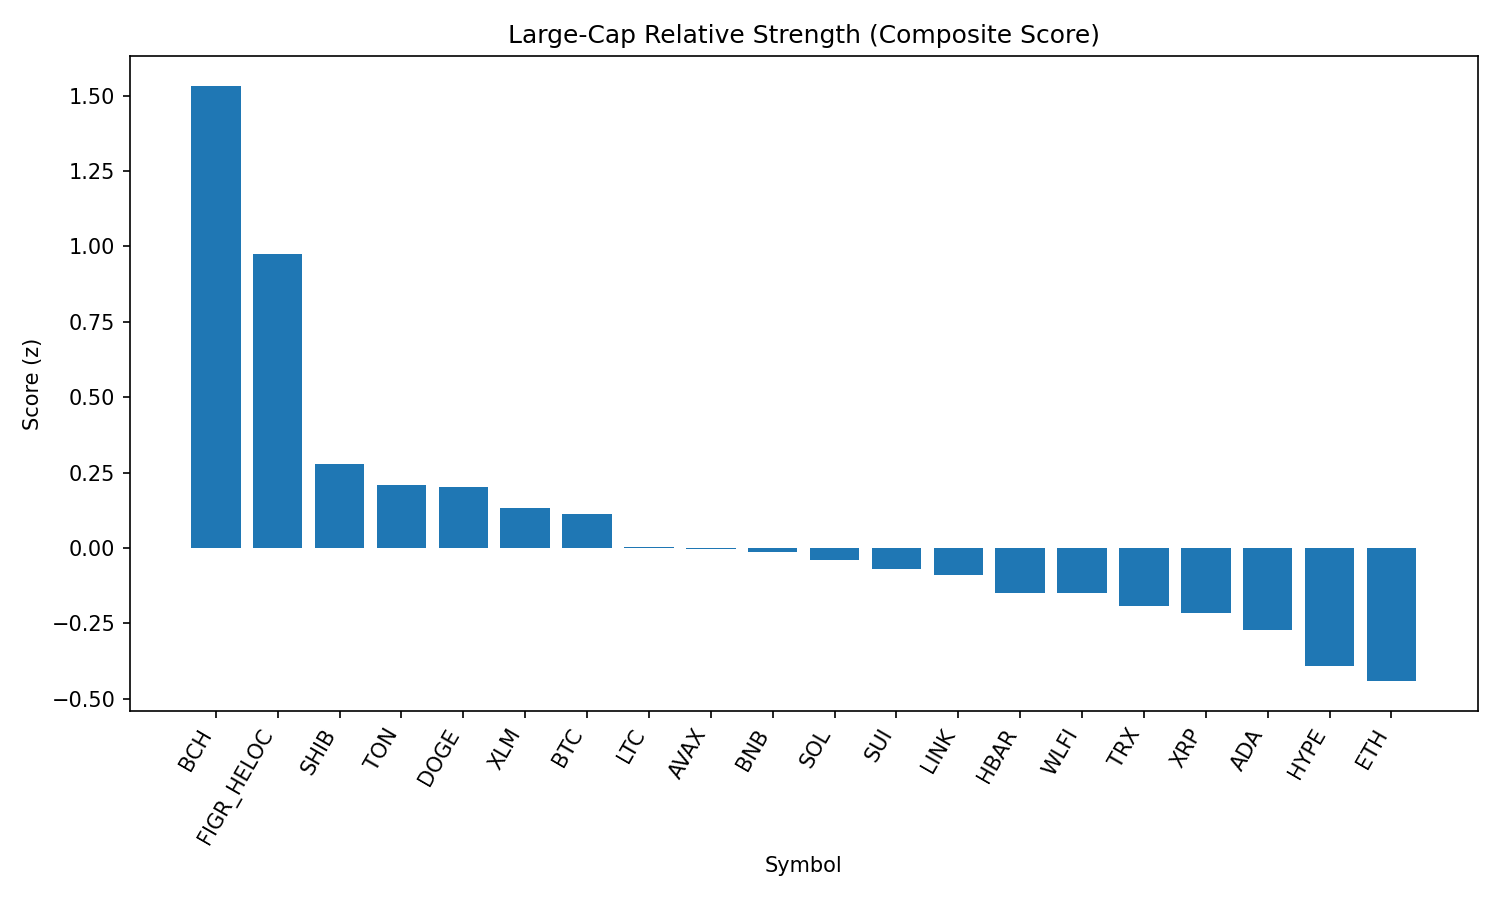 Large-Cap Relative Strength (Composite Score)
1.50
1.25
1.00
0.75
0.50
0.25
0.00
−0.25
−0.50
Score (z)
BCH
FIGR_HELOC
SHIB
TON
DOGE
XLM
BTC
LTC
AVAX
BNB
SOL
SUI
LINK
HBAR
WLFI
TRX
XRP
ADA
HYPE
ETH
Symbol